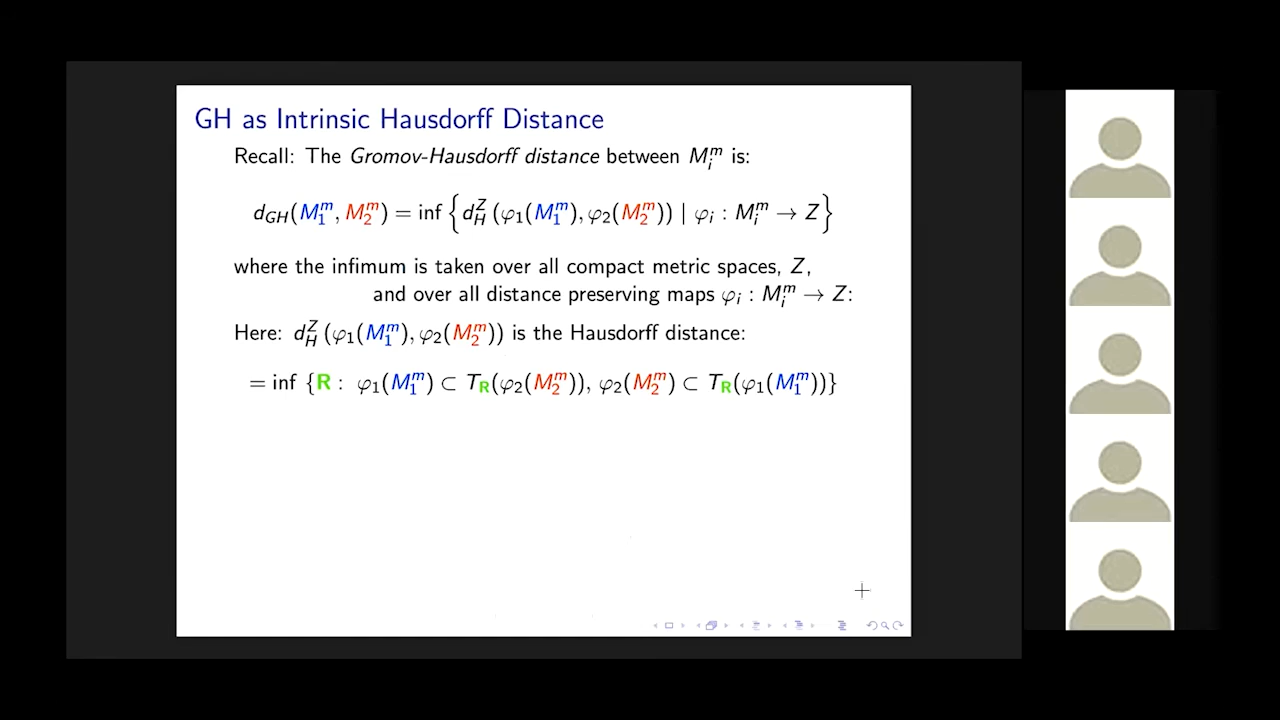 GH as Intrinsic Hausdorff Distance
Recall: The Gromov-Hausdorff distance between M_i^m is:
d_{GH}(M_1^m, M_2^m) = inf { d_H^Z (φ_1(M_1^m), φ_2(M_2^m)) | φ_i : M_i^m → Z }
where the infimum is taken over all compact metric spaces, Z,
and over all distance preserving maps φ_i : M_i^m → Z:
Here: d_H^Z (φ_1(M_1^m), φ_2(M_2^m)) is the Hausdorff distance:
= inf {R : φ_1(M_1^m) ⊂ T_R(φ_2(M_2^m)), φ_2(M_2^m) ⊂ T_R(φ_1(M_1^m))}